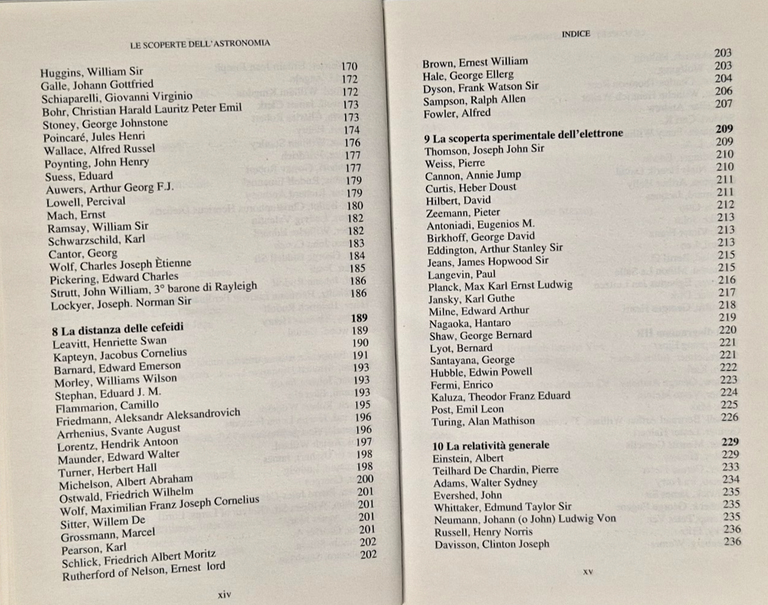 LE SCOPERTE DELL'ASTRONOMIA
Huggins, William Sir 170
Galle, Johann Gottfried 172
Schiaparelli, Giovanni Virginio 172
Bohr, Christian Harald Lauritz Peter Emil 173
Stoney, George Johnstone 173
Poincaré, Jules Henri 174
Wallace, Alfred Russel 176
Poynting, John Henry 177
Suess, Eduard 177
Auwers, Arthur Georg F.J. 179
Lowell, Percival 179
Mach, Ernst 180
Ramsay, William Sir 182
Schwarzschild, Karl 182
Cantor, Georg 183
Wolf, Charles Joseph Ètienne 184
Pickering, Edward Charles 185
Strutt, John William, 3° barone di Rayleigh 186
Lockyer, Joseph. Norman Sir 186
8 La distanza delle cefeidi 189
Leavitt, Henriette Swan 189
Kapteyn, Jacobus Cornelius 190
Barnard, Edward Emerson 191
Morley, Williams Wilson 193
Stephan, Eduard J. M. 193
Flammarion, Camillo 193
Friedmann, Aleksandr Aleksandrovich 195
Arrhenius, Svante August 196
Lorentz, Hendrik Antoon 196
Maunder, Edward Walter 197
Turner, Herbert Hall 198
Michelson, Albert Abraham 198
Ostwald, Friedrich Wilhelm 200
Wolf, Maximilian Franz Joseph Cornelius 201
Sitter, Willem De 201
Grossmann, Marcel 201
Pearson, Karl 201
Schlick, Friedrich Albert Moritz 202
Rutherford of Nelson, Ernest lord 202
xiv
INDICE
Brown, Ernest William 203
Hale, George Ellerg 203
Dyson, Frank Watson Sir 204
Sampson, Ralph Allen 206
Fowler, Alfred 207
9 La scoperta sperimentale dell'elettrone 209
Thomson, Joseph John Sir 209
Weiss, Pierre 210
Cannon, Annie Jump 210
Curtis, Heber Doust 211
Hilbert, David 211
Zeemann, Pieter 212
Antoniadi, Eugenios M. 213
Birkhoff, George David 213
Eddington, Arthur Stanley Sir 213
Jeans, James Hopwood Sir 215
Langevin, Paul 215
Planck, Max Karl Ernst Ludwig 216
Jansky, Karl Guthe 217
Milne, Edward Arthur 218
Nagaoka, Hantaro 219
Shaw, George Bernard 220
Lyot, Bernard 221
Santayana, George 221
Hubble, Edwin Powell 222
Fermi, Enrico 223
Kaluza, Theodor Franz Eduard 224
Post, Emil Leon 225
Turing, Alan Mathison 226
10 La relatività generale 229
Einstein, Albert 229
Teilhard De Chardin, Pierre 233
Adams, Walter Sydney 234
Evershed, John 235
Whittaker, Edmund Taylor Sir 235
Neumann, Johann (o John) Ludwig Von 235
Russell, Henry Norris 236
Davisson, Clinton Joseph 236
xv